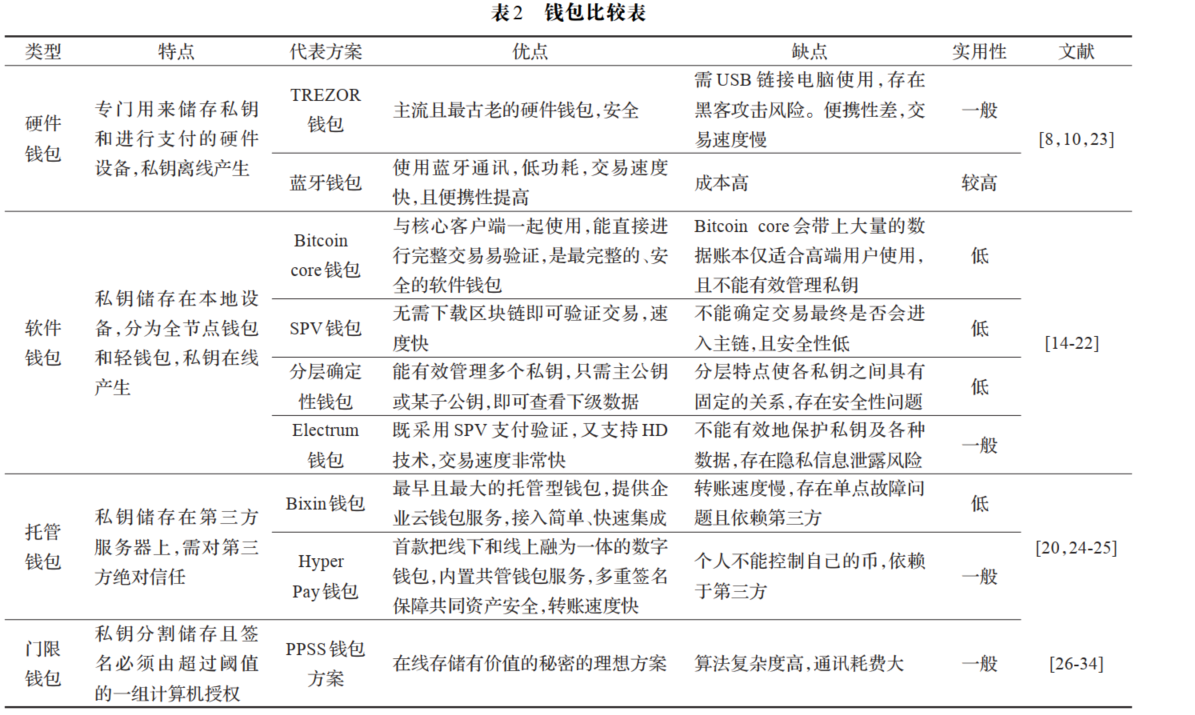 表2 钱包比较表
类型 特点 代表方案 优点 缺点 实用性 文献
硬件
钱包
专门用来储存私钥
和进行支付的硬件
设备,私钥离线产生
TREZOR
钱包
主流且最古老的硬件钱包,安全
需USB链接电脑使用,存在
黑客攻击风险。便携性差,交
易速度慢
一般
[8,10,23]
蓝牙钱包
使用蓝牙通讯,低功耗,交易速度
快,且便携性提高
成本高
较高
软件
钱包
私钥储存在本地设
备,分为全节点钱包
和轻钱包,私钥在线
产生
Bitcoin
core钱包
与核心客户端一起使用,能直接进
行完整交易易验证,是最完整的、安
全的软件钱包
Bitcoin core会带上大量的数
据账本仅适合高端用户使用,
且不能有效管理私钥
低
[14-22]
SPV钱包
无需下载区块链即可验证交易,速
度快
不能确定交易最终是否会进
入主链,且安全性低
低
分层确定
性钱包
能有效管理多个私钥,只需主公钥
或某子公钥,即可查看下级数据
分层特点使各私钥之间具有
固定的关系,存在安全性问题
低
Electrum
钱包
既采用SPV支付验证,又支持HD
技术,交易速度非常快
不能有效地保护私钥及各种
数据,存在隐私信息泄露风险
一般
托管
钱包
私钥储存在第三方
服务器上,需对第三
方绝对信任
Bixin钱包
最早且最大的托管型钱包,提供企
业云钱包服务,接入简单、快速集成
转账速度慢,存在单点故障问
题且依赖第三方
低
[20,24-25]
Hyper
Pay钱包
首款把线下和线上融为一体的数字
钱包,内置共管钱包服务,多重签名
保障共同资产安全,转账速度快
个人不能控制自己的币,依赖
于第三方
一般
门限
钱包
私钥分割储存且签
名必须由超过阈值
的一组计算机授权
PPSS钱包
方案
在线存储有价值的秘密的理想方案
算法复杂度高,通讯耗费大
一般
[26-34]